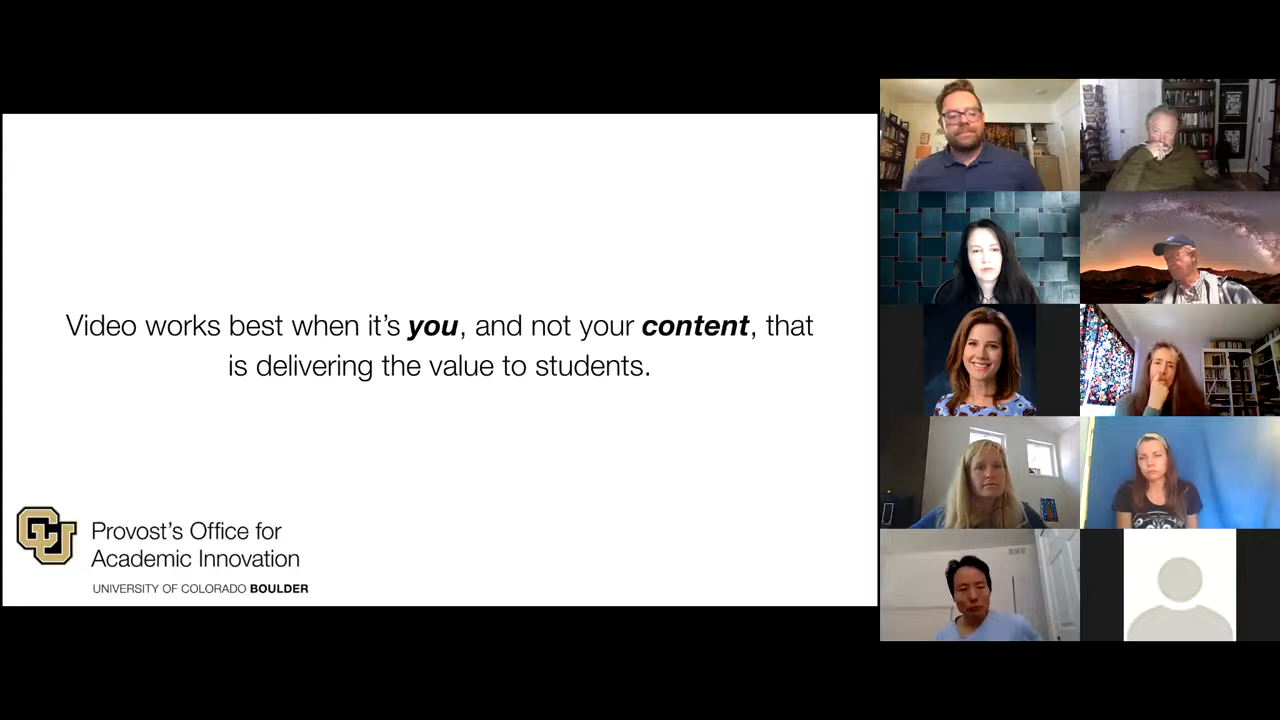 Video works best when it’s you, and not your content, that
is delivering the value to students.
CU
Provost’s Office for
Academic Innovation
UNIVERSITY OF COLORADO BOULDER